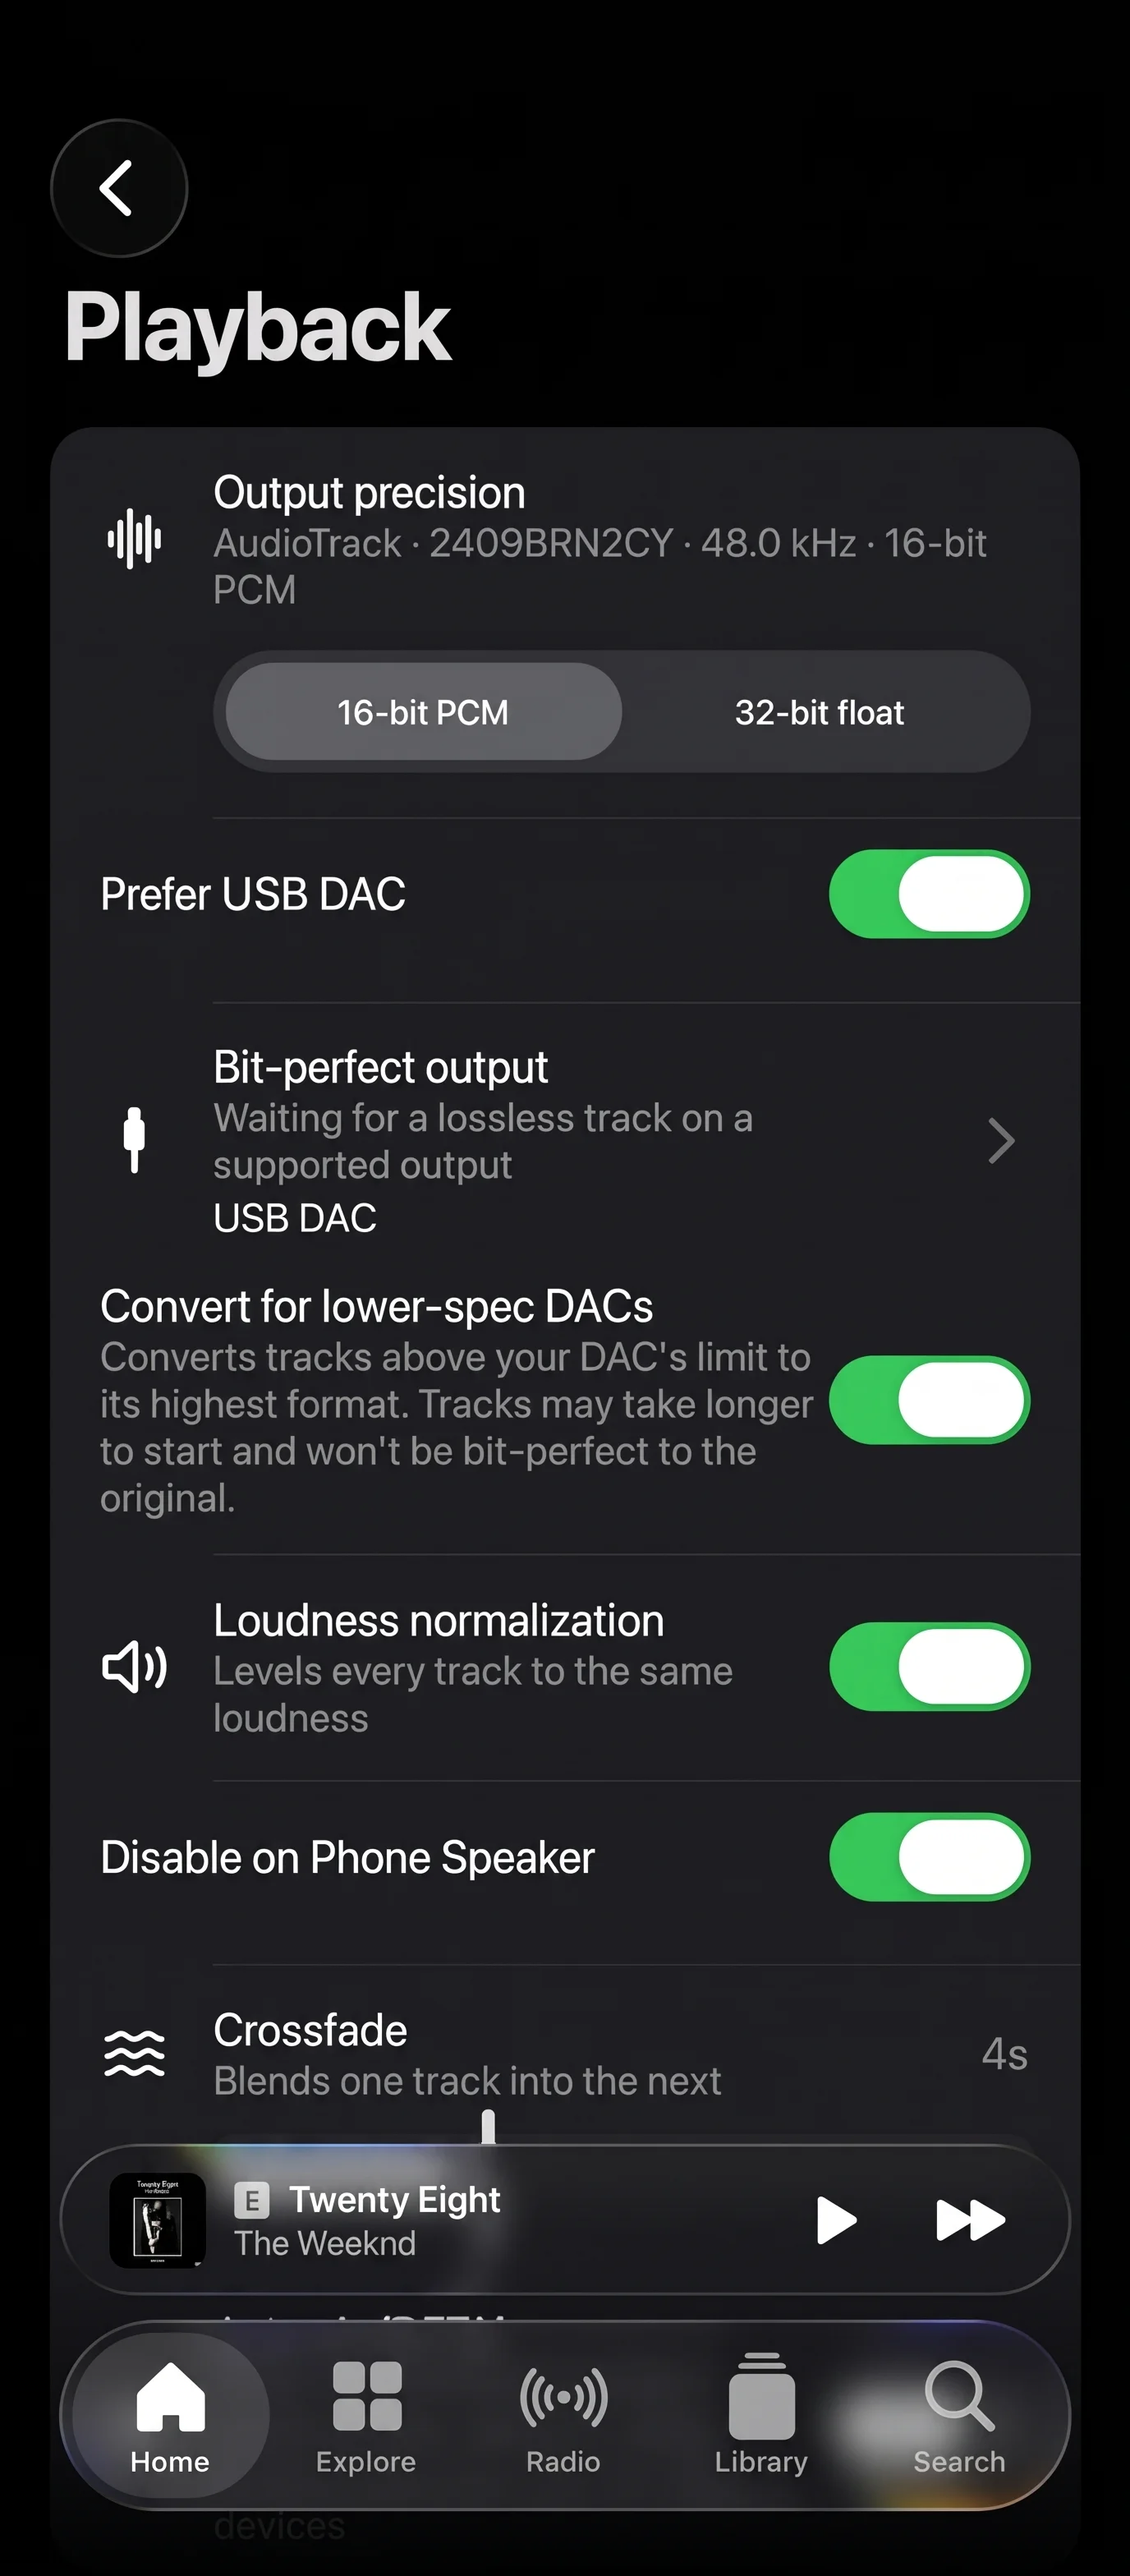 Playback
Output precision
AudioTrack · 2409BRN2CY · 48.0 kHz · 16-bit
PCM
16-bit PCM
32-bit float
Prefer USB DAC
Bit-perfect output
Waiting for a lossless track on a
supported output
USB DAC
Convert for lower-spec DACs
Converts tracks above your DAC's limit to
its highest format. Tracks may take longer
to start and won't be bit-perfect to the
original.
Loudness normalization
Levels every track to the same
loudness
Disable on Phone Speaker
Crossfade
4s
Blends one track into the next
E Twenty Eight
The Weeknd
Home
Explore
Radio
Library
Search
devices